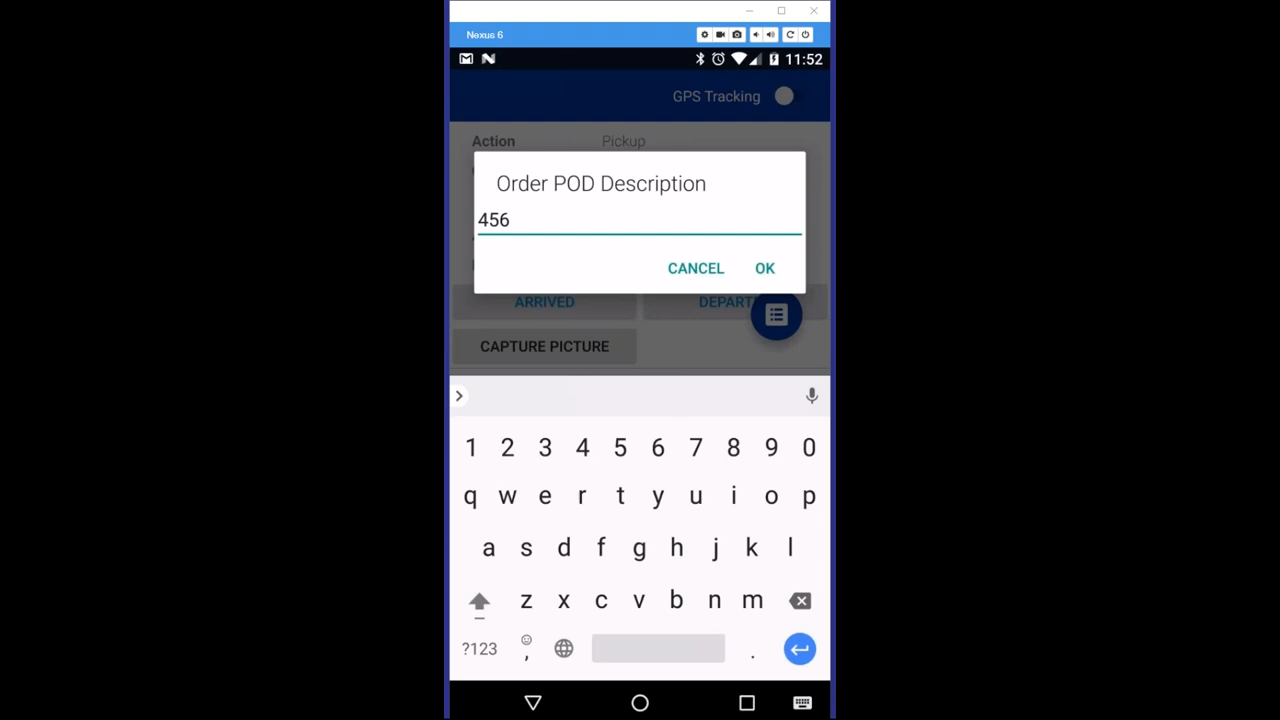 Nexus 6
11:52
GPS Tracking
Action Pickup
Order POD Description
456
CANCEL OK
ARRIVED DEPART
CAPTURE PICTURE
1 2 3 4 5 6 7 8 9 0
q w e r t y u i o p
a s d f g h j k l
z x c v b n m
?123 , .